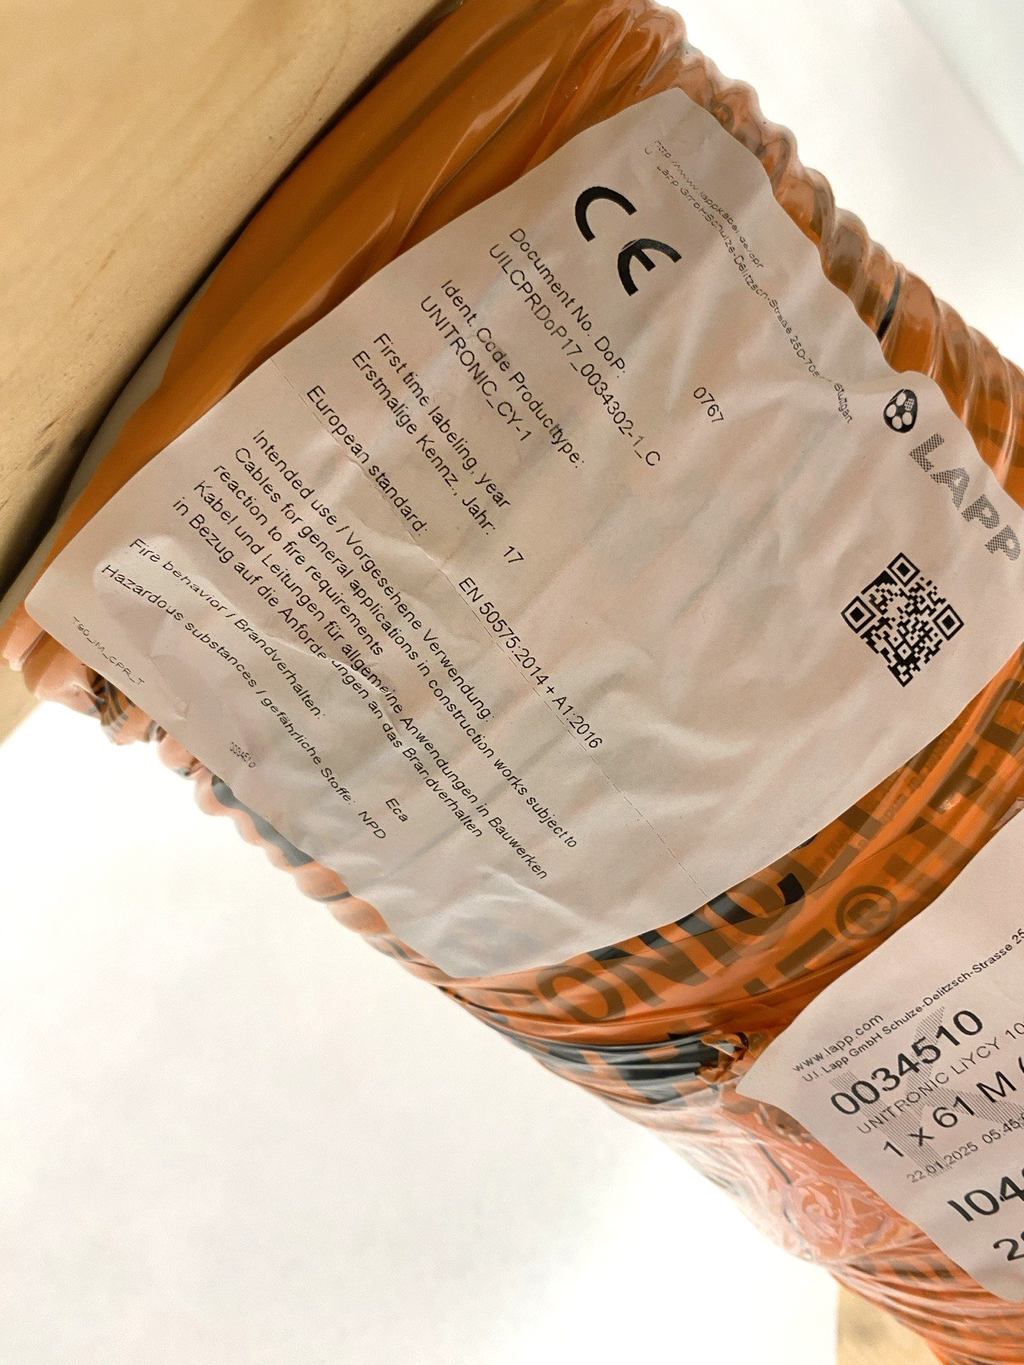 LAPP
U.I. Lapp GmbH-Schulze-Delitzsch-Straße 25D-70
http://www.lappkabel.de/cpr
CE
0767
Document No. DoP:
UILCPRDoP17_0034302-1_C
Ident. Code Producttype:
UNITRONIC_CY-1
First time labeling, year
Erstmalige Kennz., Jahr: 17
European standard: EN 50575:2014 + A1:2016
Intended use / Vorgesehene Verwendung:
Cables for general applications in construction works subject to
reaction to fire requirements
Kabel und Leitungen für allgemeine Anwendungen in Bauwerken
in Bezug auf die Anforderungen an das Brandverhalten
Fire behavior / Brandverhalten: Eca
Hazardous substances / gefährliche Stoffe: NPD
0034510
ONIC
®
www.lapp.com
U.I. Lapp GmbH Schulze-Delitzsch-Strasse 25
0034510
UNITRONIC LiYCY 10
1 x 61 M
22.01.2025 05:45